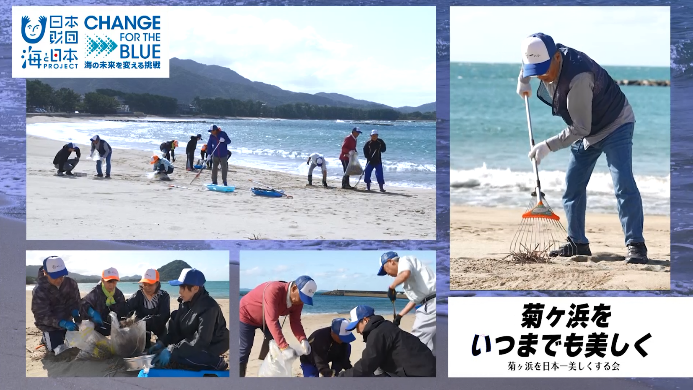 日本
財団
海と日本
PROJECT
CHANGE
FOR THE
BLUE
海の未来を変える挑戦
菊ヶ浜を
いつまでも美しく
菊ヶ浜を日本一美しくする会